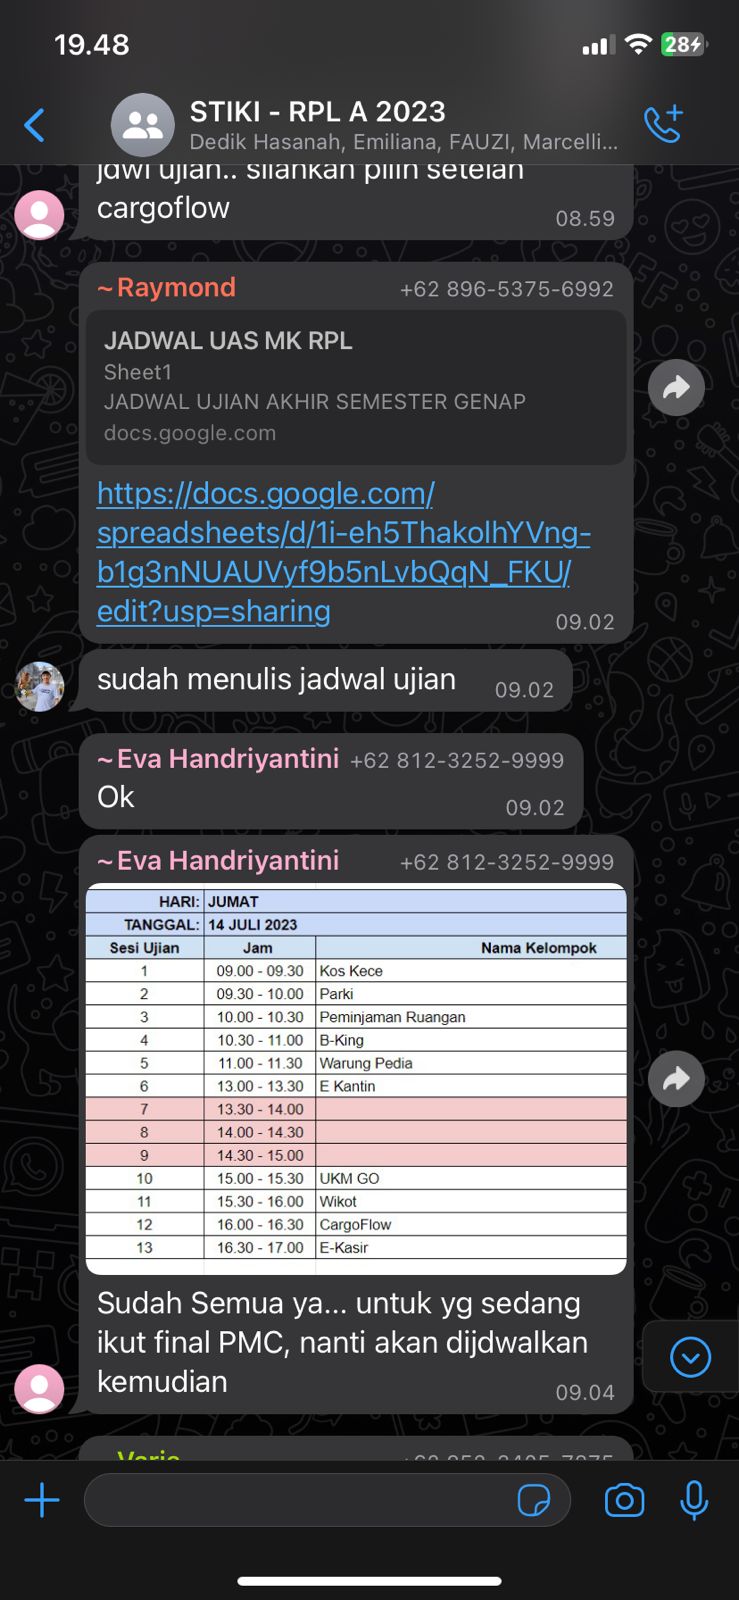 19.48
28
STIKI - RPL A 2023
Dedik Hasanah, Emiliana, FAUZI, Marcelli...
jdwl ujian.. silahkan pilih setelah
cargoflow
08.59
~Raymond +62 896-5375-6992
JADWAL UAS MK RPL
Sheet1
JADWAL UJIAN AKHIR SEMESTER GENAP
docs.google.com
https://docs.google.com/
spreadsheets/d/1i-eh5ThakolhYVng-
b1g3nNUAUVyf9b5nLvbQqN_FKU/
edit?usp=sharing
09.02
sudah menulis jadwal ujian 09.02
~Eva Handriyantini +62 812-3252-9999
Ok
09.02
~Eva Handriyantini +62 812-3252-9999
HARI: JUMAT
TANGGAL: 14 JULI 2023
Sesi Ujian Jam Nama Kelompok
1 09.00 - 09.30 Kos Kece
2 09.30 - 10.00 Parki
3 10.00 - 10.30 Peminjaman Ruangan
4 10.30 - 11.00 B-King
5 11.00 - 11.30 Warung Pedia
6 13.00 - 13.30 E Kantin
7 13.30 - 14.00
8 14.00 - 14.30
9 14.30 - 15.00
10 15.00 - 15.30 UKM GO
11 15.30 - 16.00 Wikot
12 16.00 - 16.30 CargoFlow
13 16.30 - 17.00 E-Kasir
Sudah Semua ya... untuk yg sedang
ikut final PMC, nanti akan dijdwalkan
kemudian
09.04